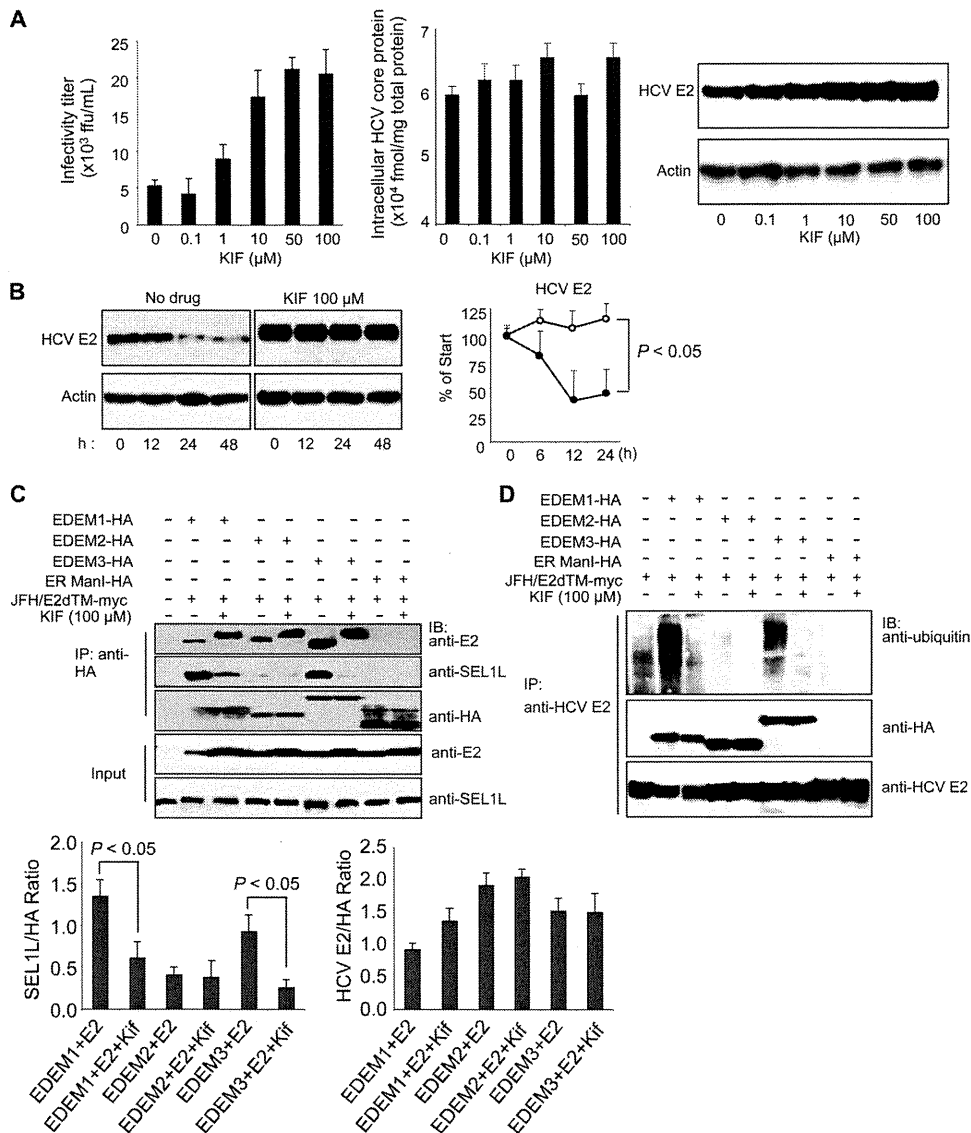 A
Infectivity titer
(x10³ ffu/mL)
25
20
15
10
5
0
0 0.1 1 10 50 100
KIF (µM)
Intracellular HCV core protein
(x10⁴ fmol/mg total protein)
7
6
5
4
0 0.1 1 10 50 100
KIF (µM)
HCV E2
Actin
0 0.1 1 10 50 100
KIF (µM)
B
No drug
KIF 100 µM
HCV E2
Actin
h : 0 12 24 48 0 12 24 48
HCV E2
% of Start
125
100
75
50
25
0
0 6 12 24 (h)
P < 0.05
C
EDEM1-HA - + + - - - - - -
EDEM2-HA - - - + + - - - -
EDEM3-HA - - - - - + + - -
ER ManI-HA - - - - - - - + +
JFH/E2dTM-myc - + + + + + + + +
KIF (100 µM) + + + +
IP: anti-
HA
IB:
anti-E2
anti-SEL1L
anti-HA
Input
anti-E2
anti-SEL1L
SEL1L/HA Ratio
2.0
1.5
1.0
0.5
0.0
P < 0.05
P < 0.05
EDEM1+E2
EDEM1+E2+Kif
EDEM2+E2
EDEM2+E2+Kif
EDEM3+E2
EDEM3+E2+Kif
HCV E2/HA Ratio
2.5
2.0
1.5
1.0
0.5
0.0
EDEM1+E2
EDEM1+E2+Kif
EDEM2+E2
EDEM2+E2+Kif
EDEM3+E2
EDEM3+E2+Kif
D
EDEM1-HA - + + - - - - - -
EDEM2-HA - - - + + - - - -
EDEM3-HA - - - - - + + - -
ER ManI-HA - - - - - - - + +
JFH/E2dTM-myc + + + + + + + + +
KIF (100 µM) - - + - + - + - +
IP:
anti-HCV E2
IB:
anti-ubiquitin
anti-HA
anti-HCV E2